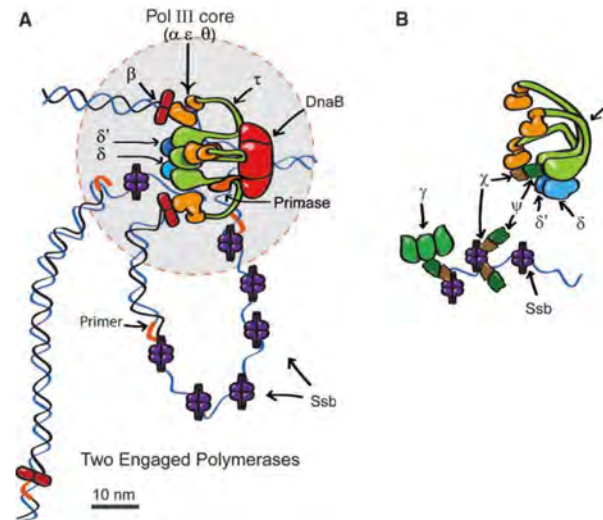 A
Pol III core
(α ε θ)
B
β
τ
DnaB
δ'
δ
Primase
χ
γ
ψ
δ'
δ
Primer
Ssb
Ssb
Two Engaged Polymerases
10 nm